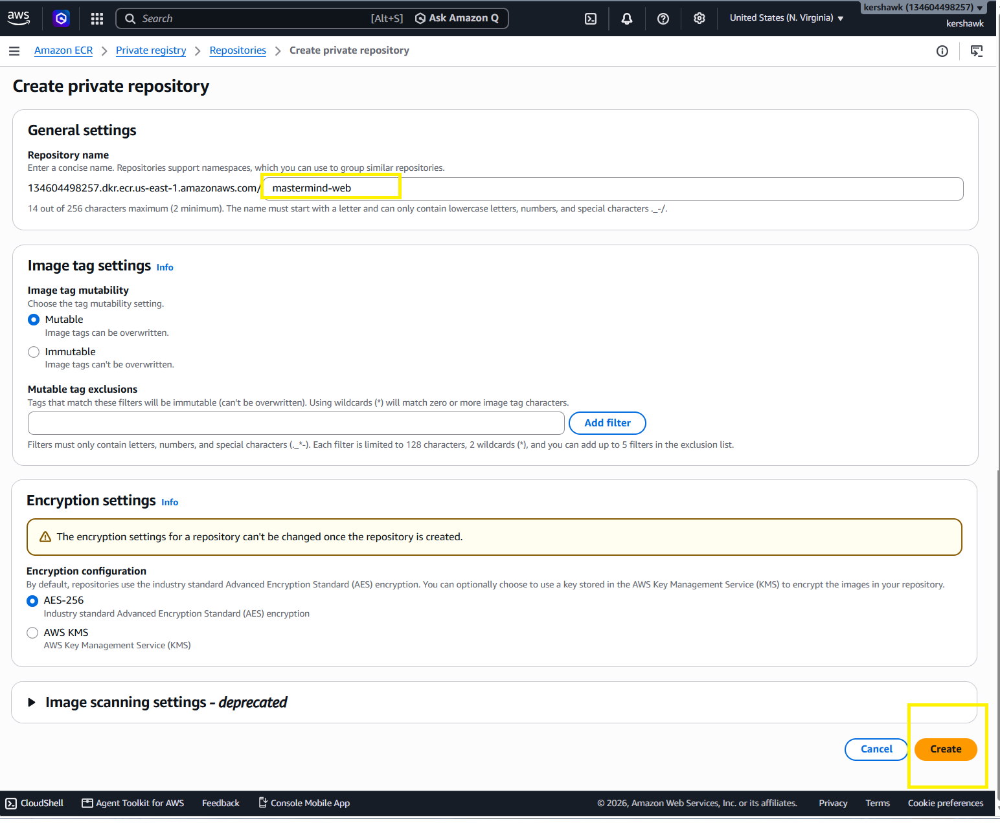 aws
Search [Alt+S] Ask Amazon Q
United States (N. Virginia)
kershawk (134604498257)
kershawk
Amazon ECR
Private registry
Repositories
Create private repository
Create private repository
General settings
Repository name
Enter a concise name. Repositories support namespaces, which you can use to group similar repositories.
134604498257.dkr.ecr.us-east-1.amazonaws.com/ mastermind-web
14 out of 256 characters maximum (2 minimum). The name must start with a letter and can only contain lowercase letters, numbers, and special characters ._-/.
Image tag settings Info
Image tag mutability
Choose the tag mutability setting.
Mutable
Image tags can be overwritten.
Immutable
Image tags can't be overwritten.
Mutable tag exclusions
Tags that match these filters will be immutable (can't be overwritten). Using wildcards (*) will match zero or more image tag characters.
Add filter
Filters must only contain letters, numbers, and special characters (._*-). Each filter is limited to 128 characters, 2 wildcards (*), and you can add up to 5 filters in the exclusion list.
Encryption settings Info
The encryption settings for a repository can't be changed once the repository is created.
Encryption configuration
By default, repositories use the industry standard Advanced Encryption Standard (AES) encryption. You can optionally choose to use a key stored in the AWS Key Management Service (KMS) to encrypt the images in your repository.
AES-256
Industry standard Advanced Encryption Standard (AES) encryption
AWS KMS
AWS Key Management Service (KMS)
Image scanning settings - deprecated
Cancel
Create
CloudShell
Agent Toolkit for AWS
Feedback
Console Mobile App
© 2026, Amazon Web Services, Inc. or its affiliates.
Privacy
Terms
Cookie preferences